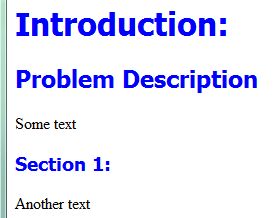 Introduction:
Problem Description
Some text
Section 1:
Another text